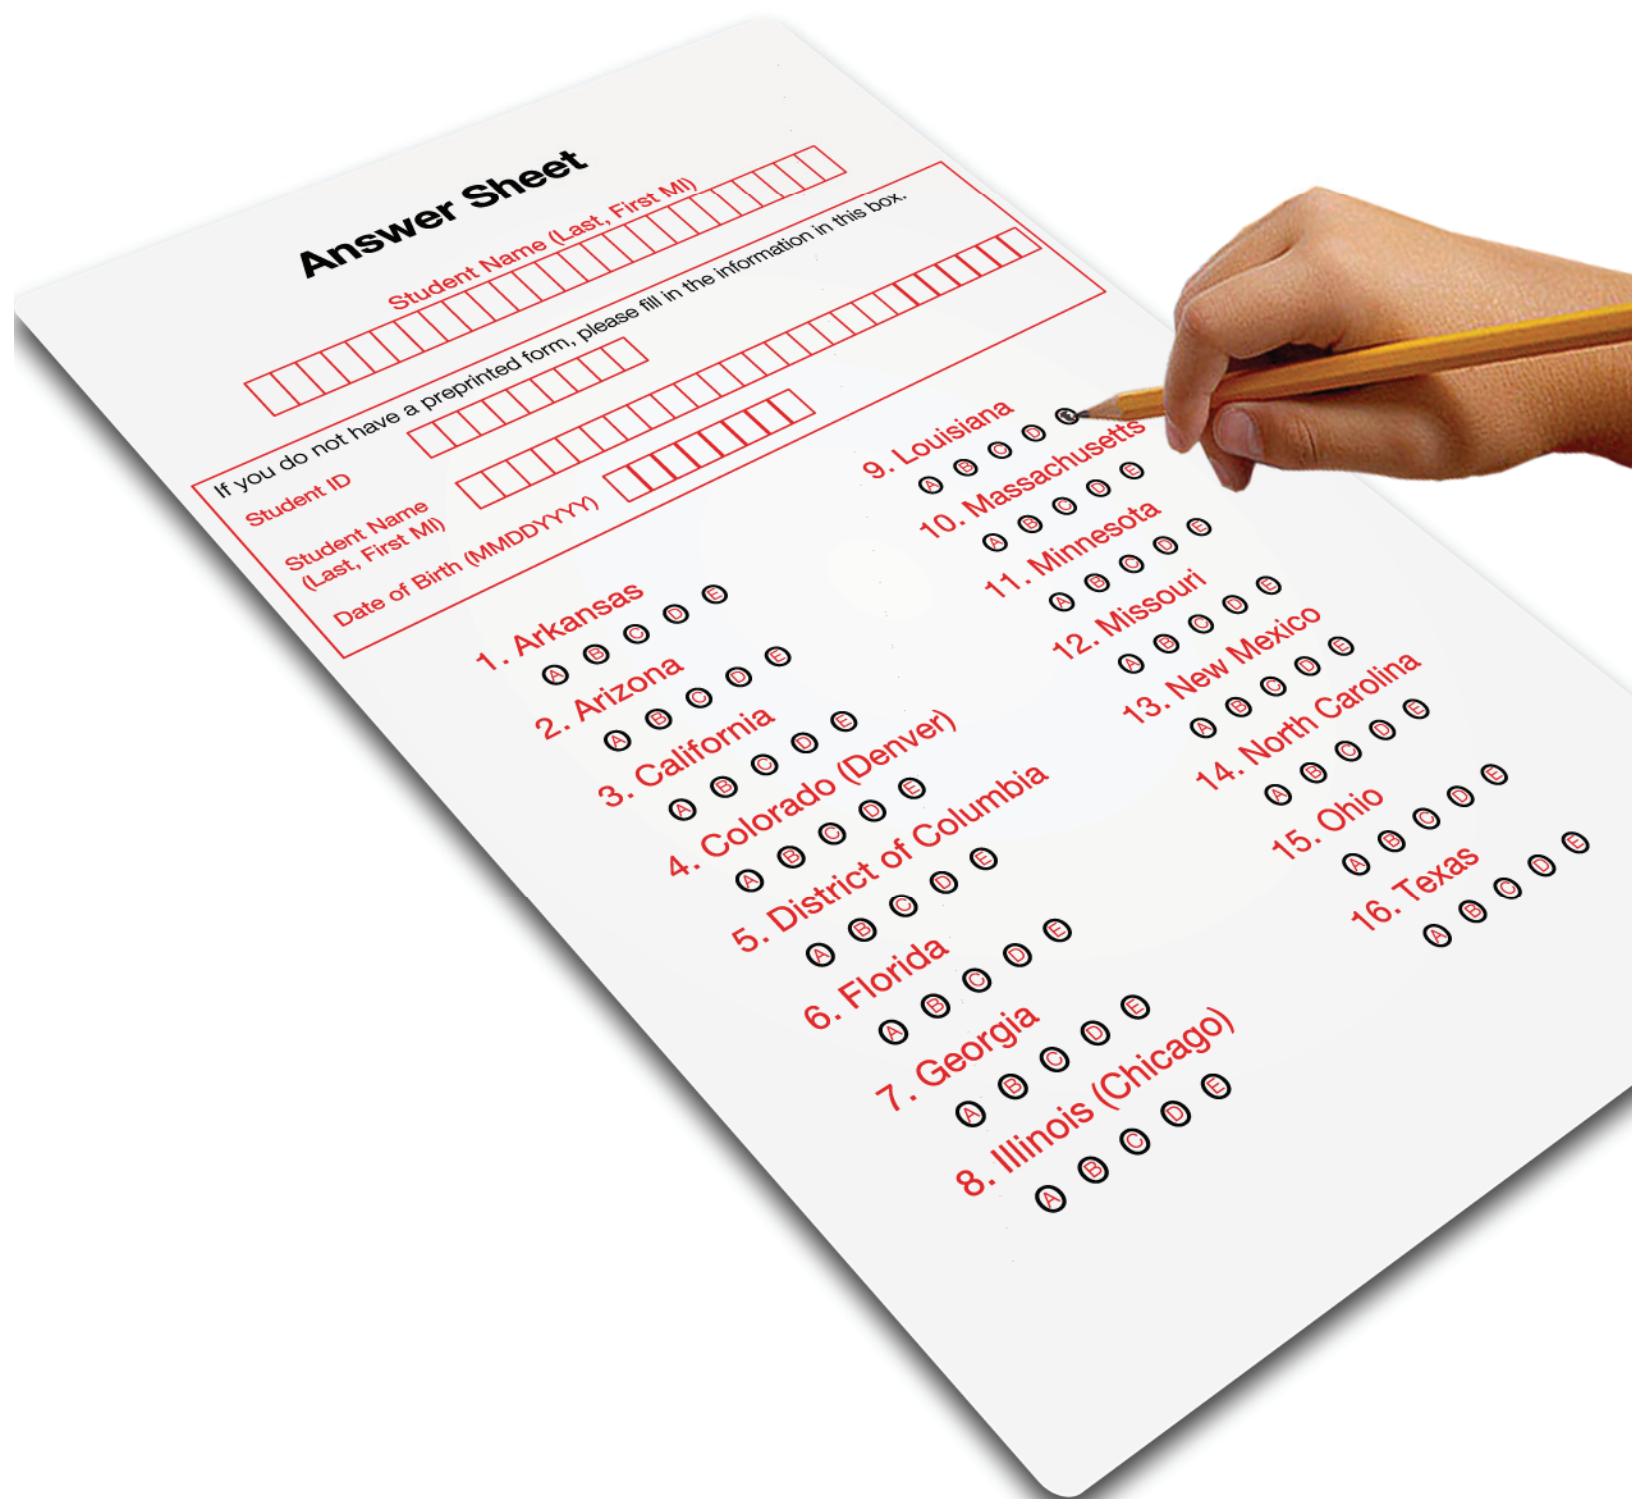 Answer Sheet
Student Name (Last, First MI)
If you do not have a preprinted form, please fill in the information in this box.
Student ID
Student Name
(Last, First MI)
Date of Birth (MMDDYYYY)
1. Arkansas
A B C D E
2. Arizona
A B C D E
3. California
A B C D E
4. Colorado (Denver)
A B C D E
5. District of Columbia
A B C D E
6. Florida
A B C D E
7. Georgia
A B C D E
8. Illinois (Chicago)
A B C D E
9. Louisiana
A B C D
10. Massachusetts
A B C D E
11. Minnesota
A B C D E
12. Missouri
A B C D E
13. New Mexico
A B C D E
14. North Carolina
A B C D E
15. Ohio
A B C D E
16. Texas
A B C D E